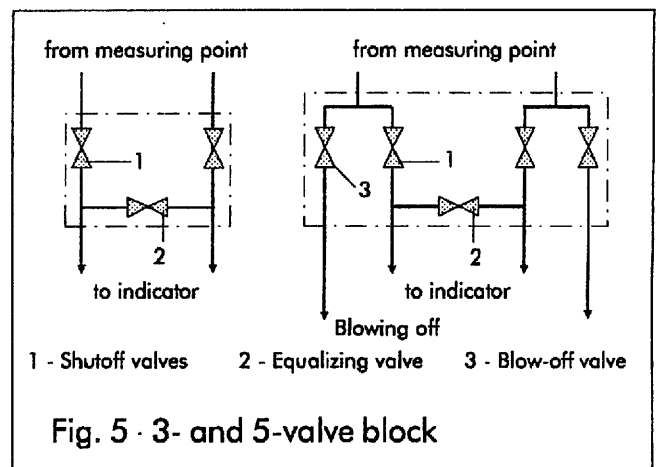 from measuring point from measuring point
1 1
3
2 2
to indicator to indicator
Blowing off
1 - Shutoff valves 2 - Equalizing valve 3 - Blow-off valve
Fig. 5 · 3- and 5-valve block